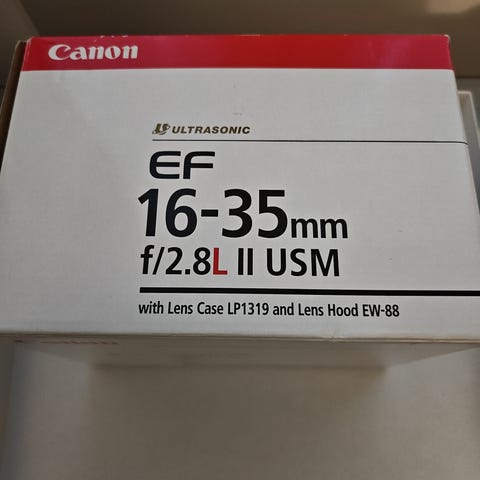 Canon
ULTRASONIC
EF
16-35mm
f/2.8L II USM
with Lens Case LP1319 and Lens Hood EW-88